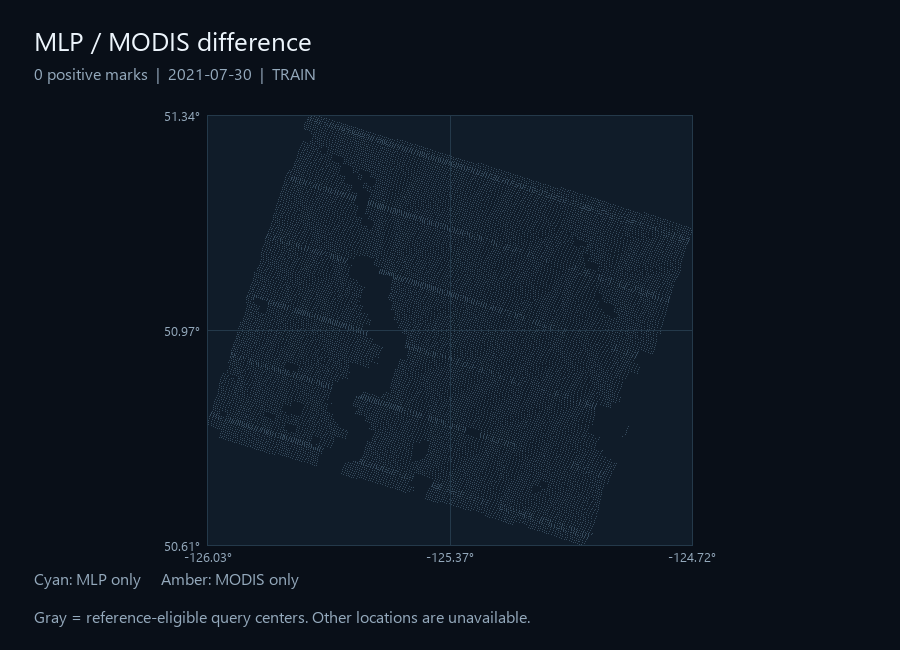 MLP / MODIS difference
0 positive marks | 2021-07-30 | TRAIN
51.34°
50.97°
50.61°
-126.03° -125.37° -124.72°
Cyan: MLP only Amber: MODIS only
Gray = reference-eligible query centers. Other locations are unavailable.